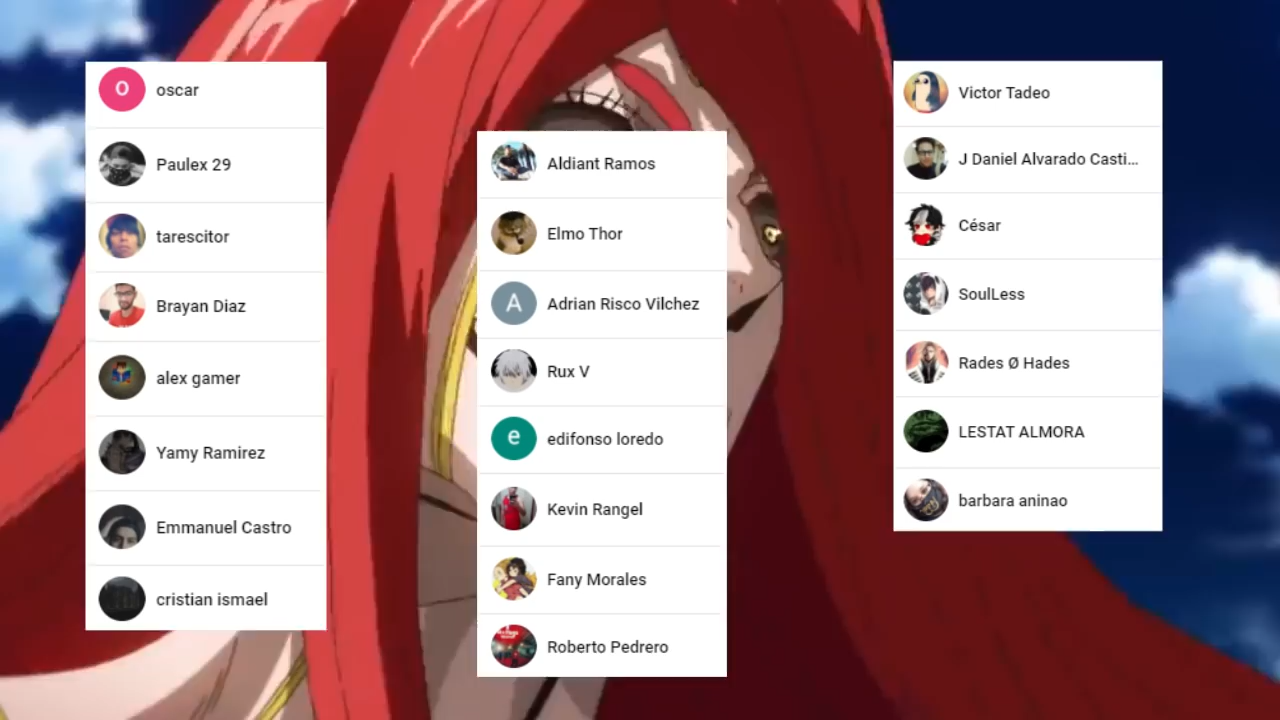 O oscar
Paulex 29
tarescitor
Brayan Diaz
alex gamer
Yamy Ramirez
Emmanuel Castro
cristian ismael
Aldiant Ramos
Elmo Thor
A Adrian Risco Vilchez
Rux V
e edifonso loredo
Kevin Rangel
Fany Morales
Roberto Pedrero
Victor Tadeo
J Daniel Alvarado Casti...
César
SoulLess
Rades Ø Hades
LESTAT ALMORA
barbara aninao